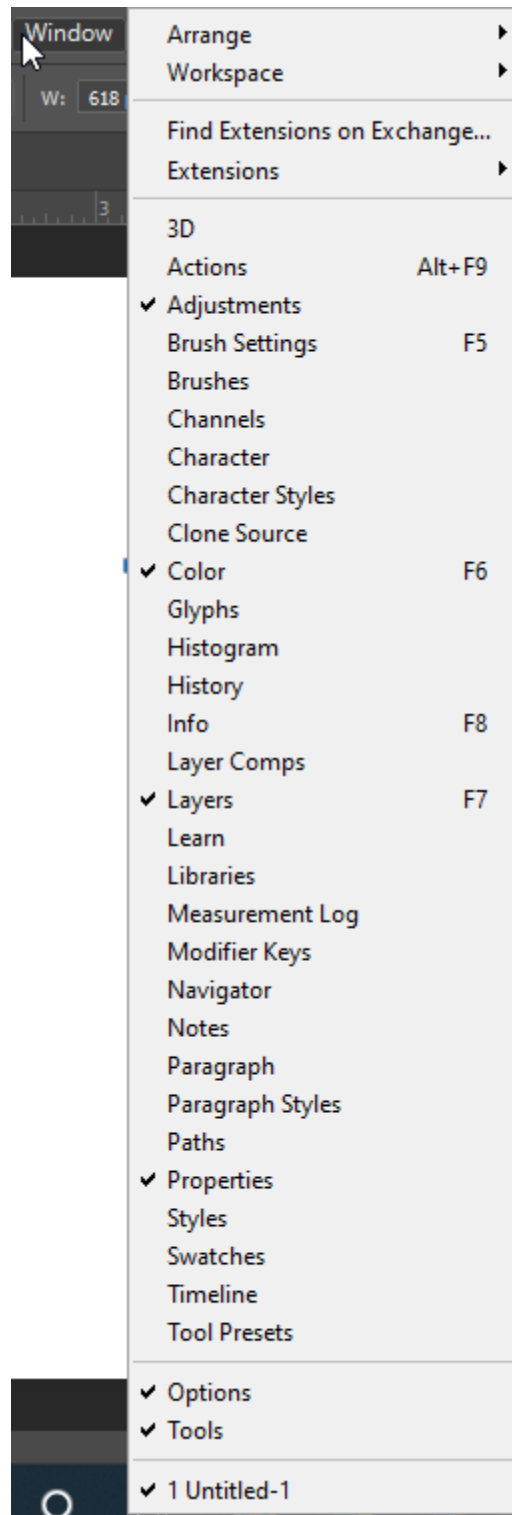 Window
W: 618
3
Arrange
Workspace
Find Extensions on Exchange...
Extensions
3D
Actions Alt+F9
Adjustments
Brush Settings F5
Brushes
Channels
Character
Character Styles
Clone Source
Color F6
Glyphs
Histogram
History
Info F8
Layer Comps
Layers F7
Learn
Libraries
Measurement Log
Modifier Keys
Navigator
Notes
Paragraph
Paragraph Styles
Paths
Properties
Styles
Swatches
Timeline
Tool Presets
Options
Tools
1 Untitled-1